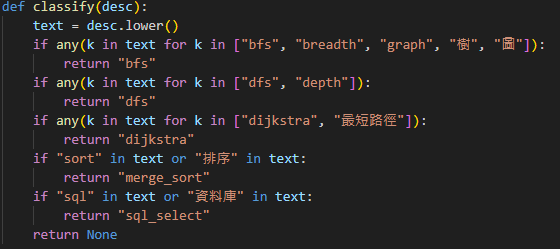 def classify(desc):
    text = desc.lower()
    if any(k in text for k in ["bfs", "breadth", "graph", "樹", "圖"]):
        return "bfs"
    if any(k in text for k in ["dfs", "depth"]):
        return "dfs"
    if any(k in text for k in ["dijkstra", "最短路徑"]):
        return "dijkstra"
    if "sort" in text or "排序" in text:
        return "merge_sort"
    if "sql" in text or "資料庫" in text:
        return "sql_select"
    return None